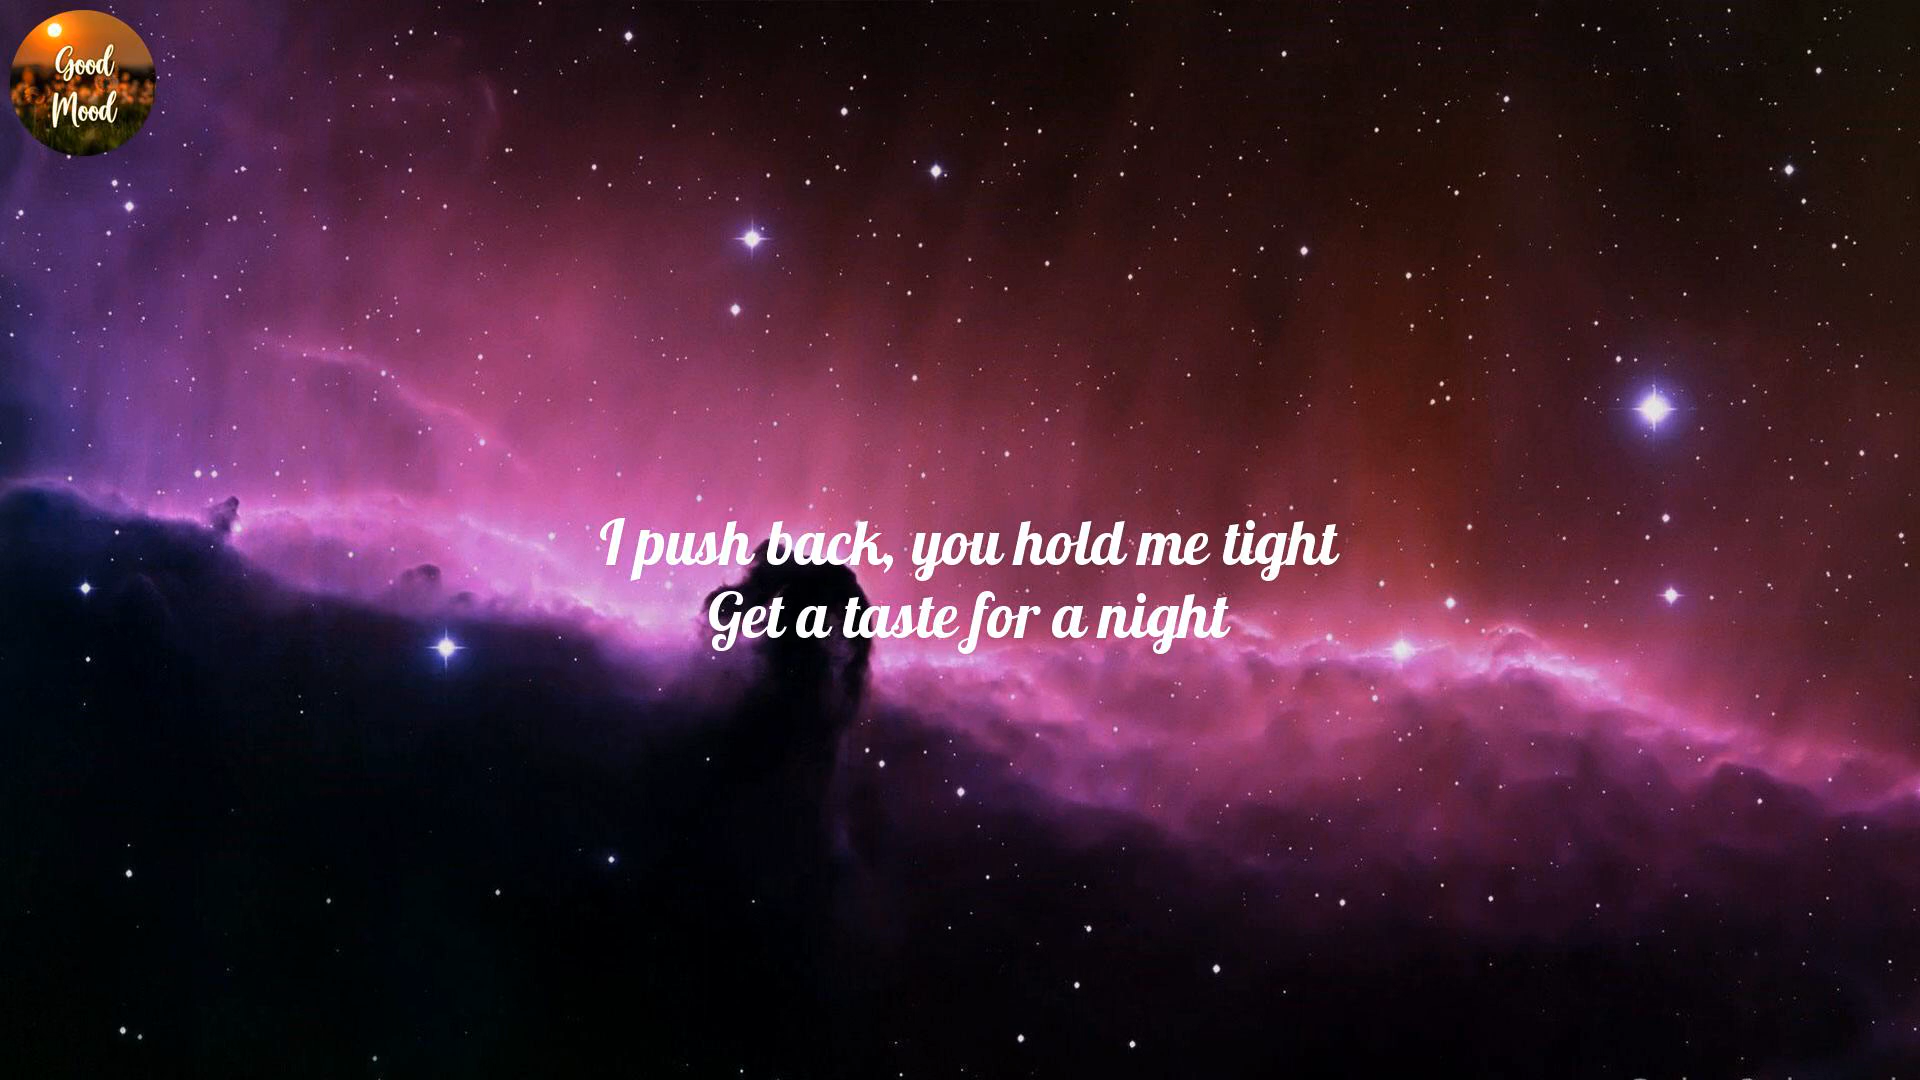 Good
Mood
I push back, you hold me tight
Get a taste for a night